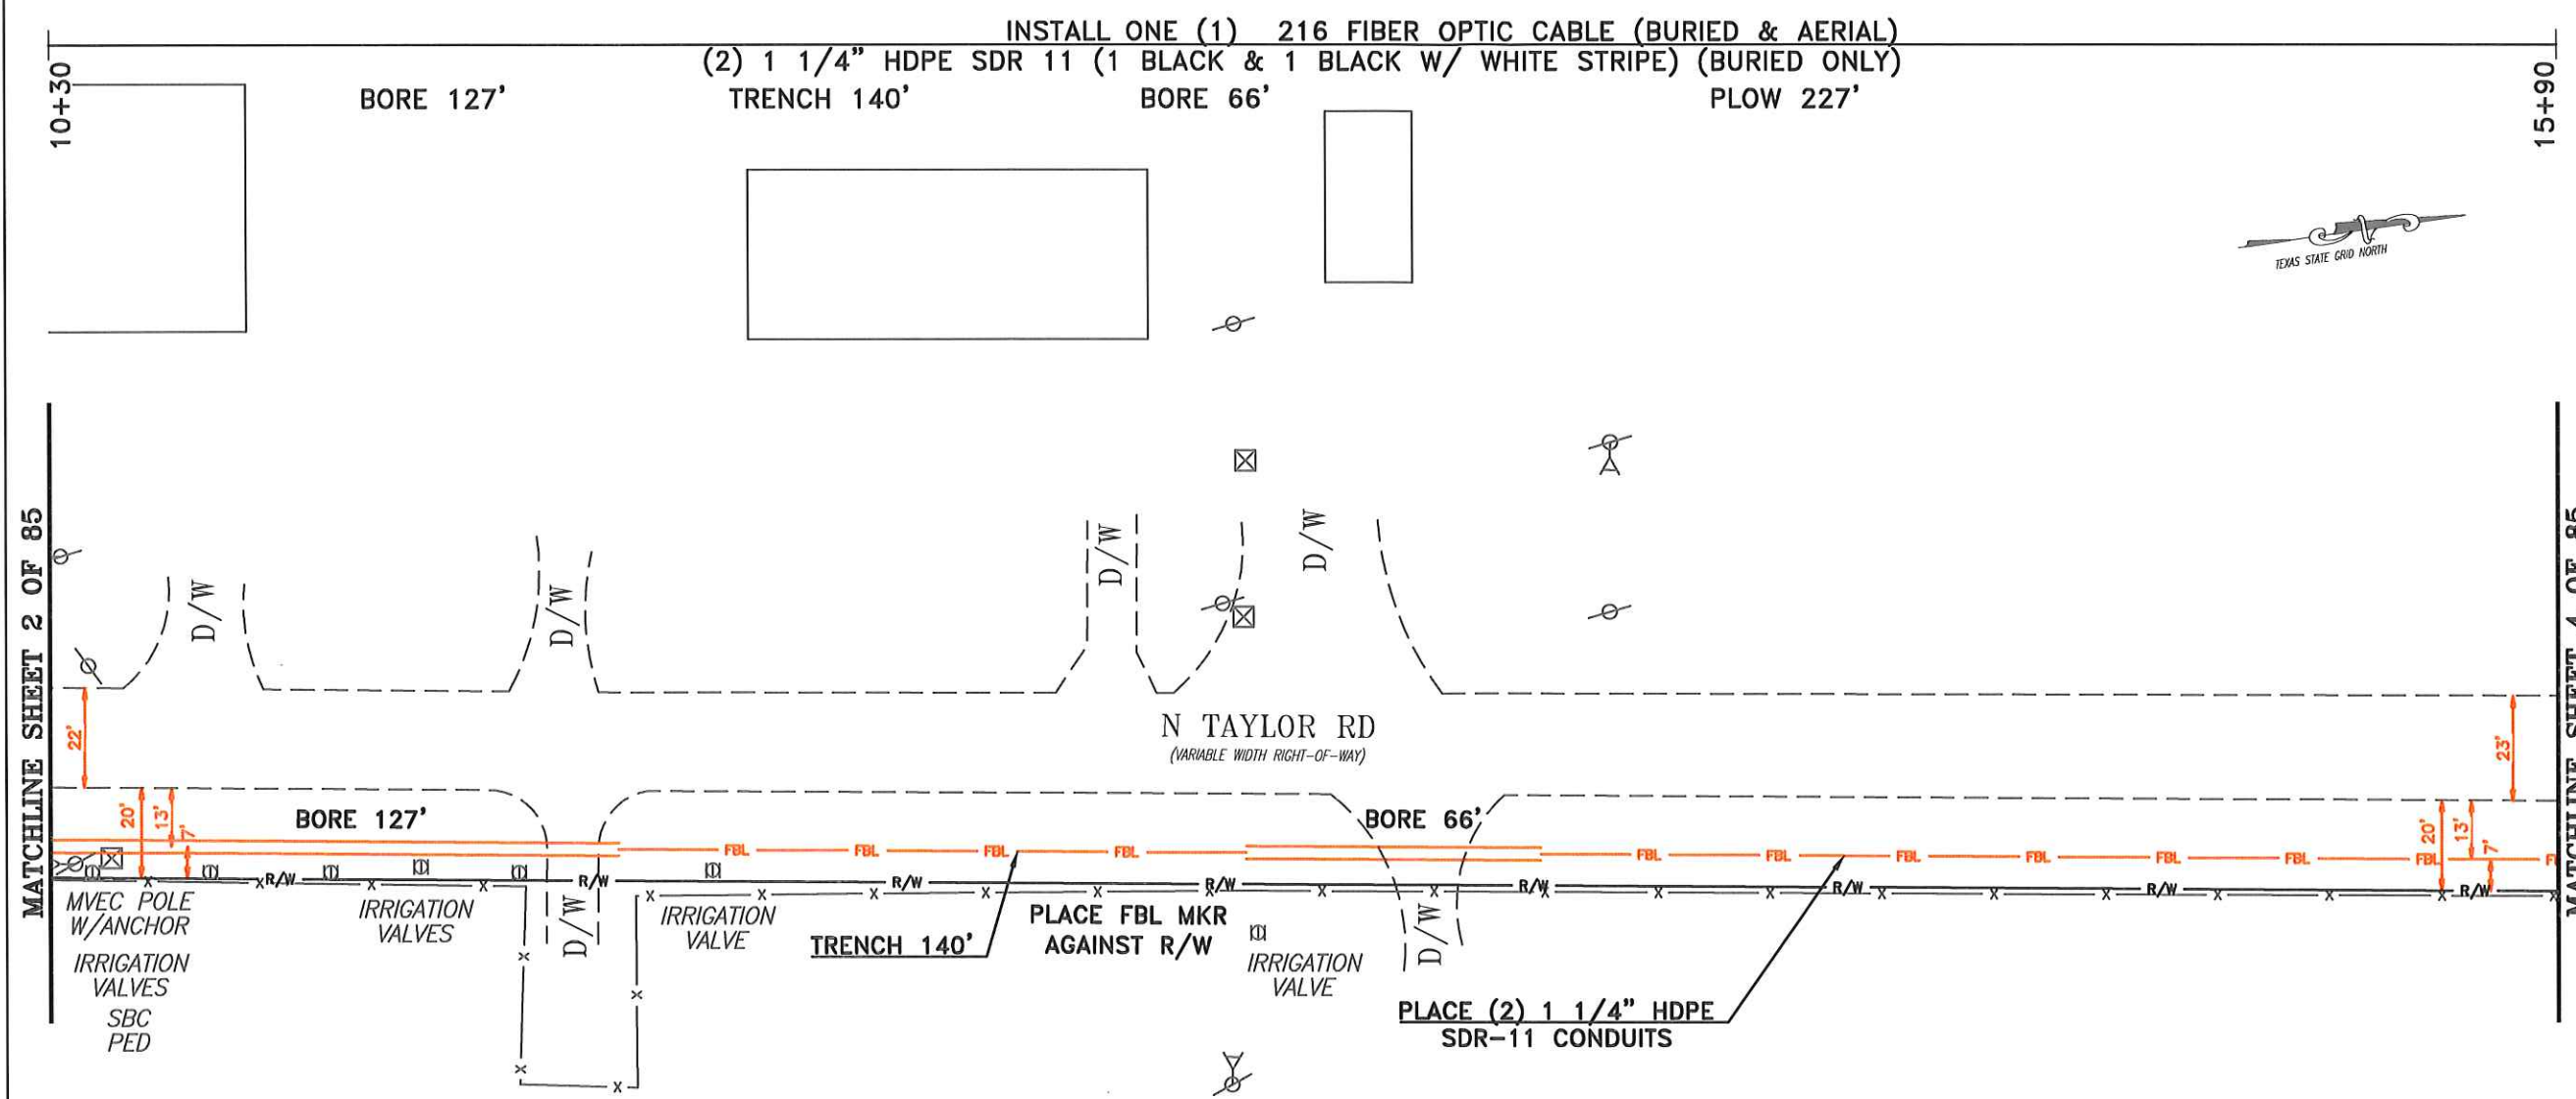 INSTALL ONE (1) 216 FIBER OPTIC CABLE (BURIED & AERIAL)
(2) 1 1/4" HDPE SDR 11 (1 BLACK & 1 BLACK W/ WHITE STRIPE) (BURIED ONLY)
10+30
BORE 127'
TRENCH 140'
BORE 66'
PLOW 227'
15+90
TEXAS STATE GRID NORTH
MATCHLINE SHEET 2 OF 85
D/W
D/W
D/W
D/W
N TAYLOR RD
(VARIABLE WIDTH RIGHT-OF-WAY)
22'
23'
20'
13'
7'
BORE 127'
BORE 66'
20'
13'
7'
FBL FBL FBL FBL FBL FBL FBL FBL FBL FBL FBL
R/W R/W R/W R/W R/W R/W R/W R/W
MVEC POLE
W/ANCHOR
IRRIGATION
VALVES
SBC
PED
IRRIGATION
VALVES
D/W
IRRIGATION
VALVE
TRENCH 140'
PLACE FBL MKR
AGAINST R/W
IRRIGATION
VALVE
D/W
PLACE (2) 1 1/4" HDPE
SDR-11 CONDUITS
MATCHLINE SHEET 4 OF 85